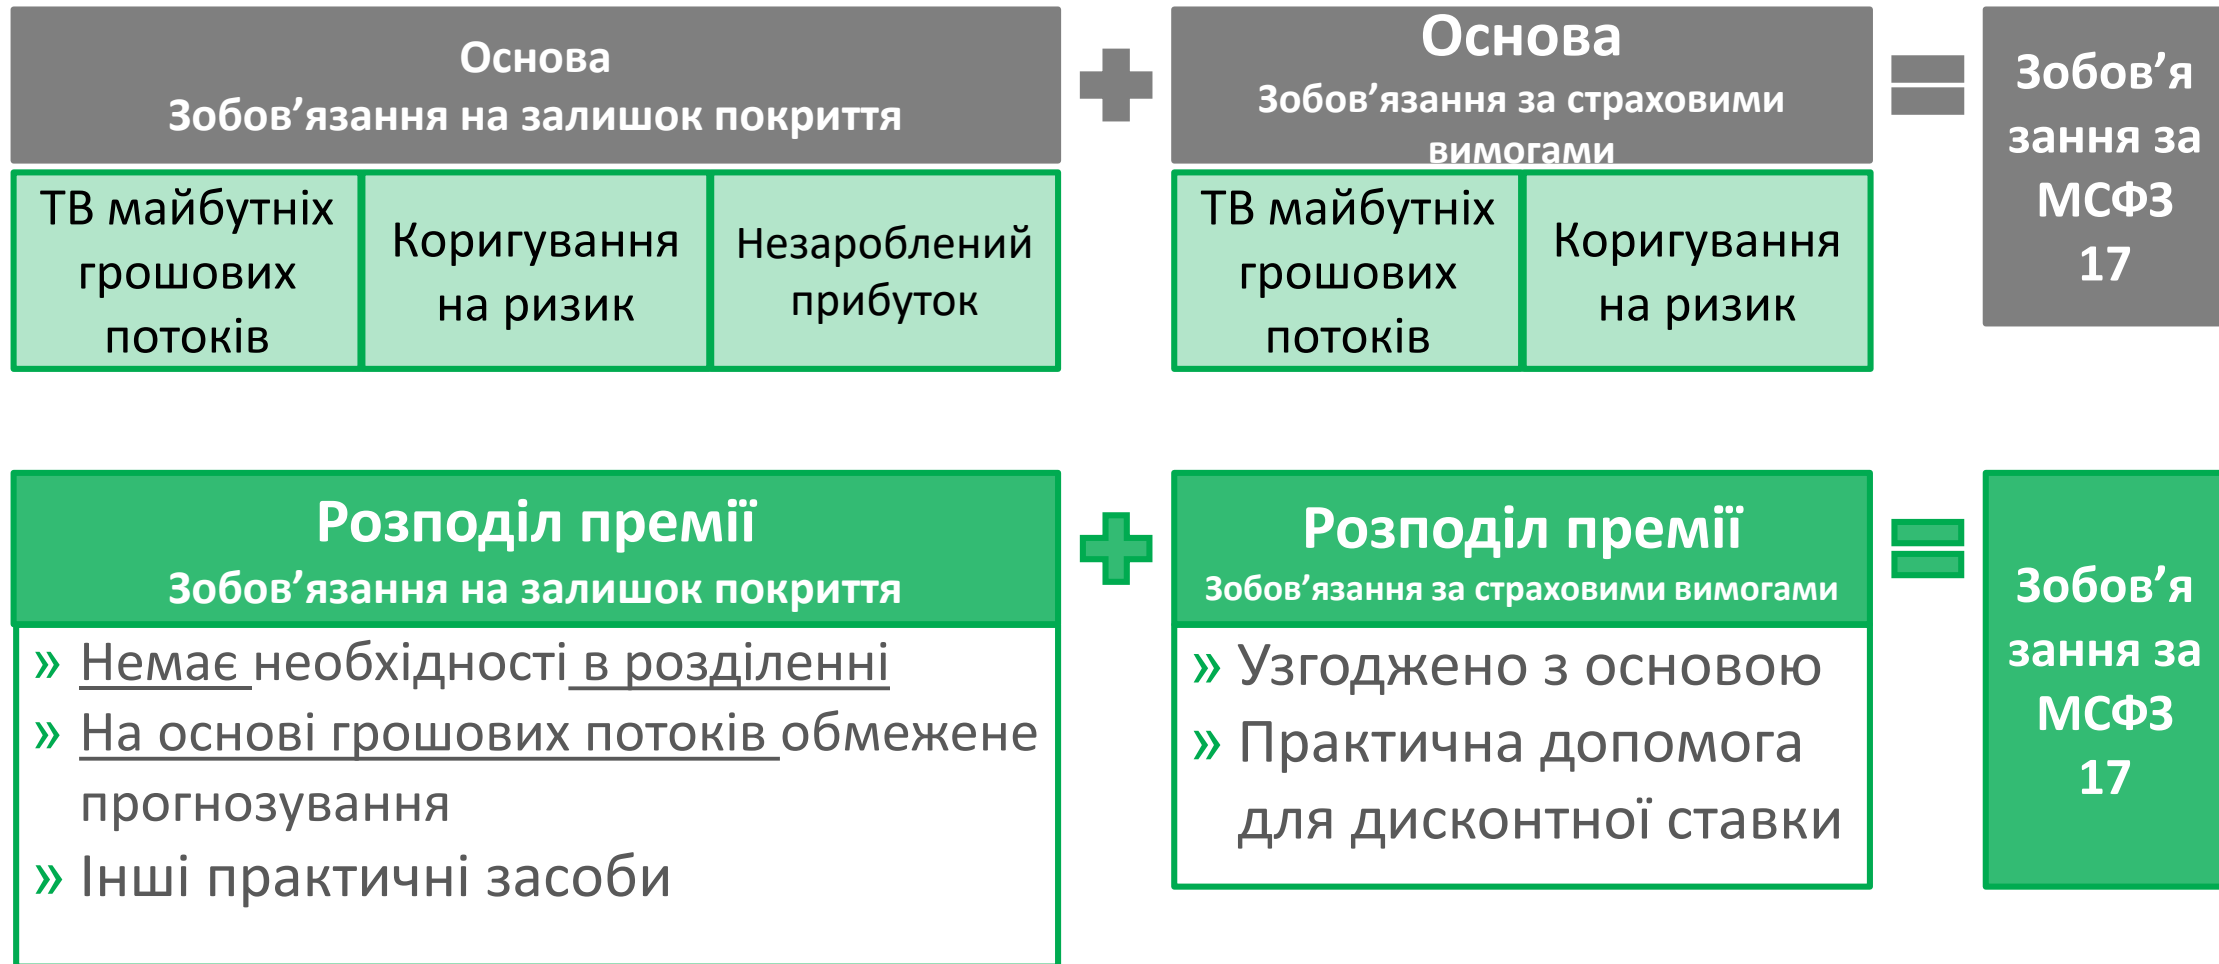 Основа
Зобов’язання на залишок покриття
Основа
Зобов’язання за страховими
вимогами
Зобов’я
зання за
МСФЗ
17
ТВ майбутніх
грошових
потоків
Коригування
на ризик
Незароблений
прибуток
ТВ майбутніх
грошових
потоків
Коригування
на ризик
Розподіл премії
Зобов’язання на залишок покриття
Розподіл премії
Зобов’язання за страховими вимогами
Зобов’я
зання за
МСФЗ
17
» Немає необхідності в розділенні
» На основі грошових потоків обмежене
прогнозування
» Інші практичні засоби
» Узгоджено з основою
» Практична допомога
для дисконтної ставки